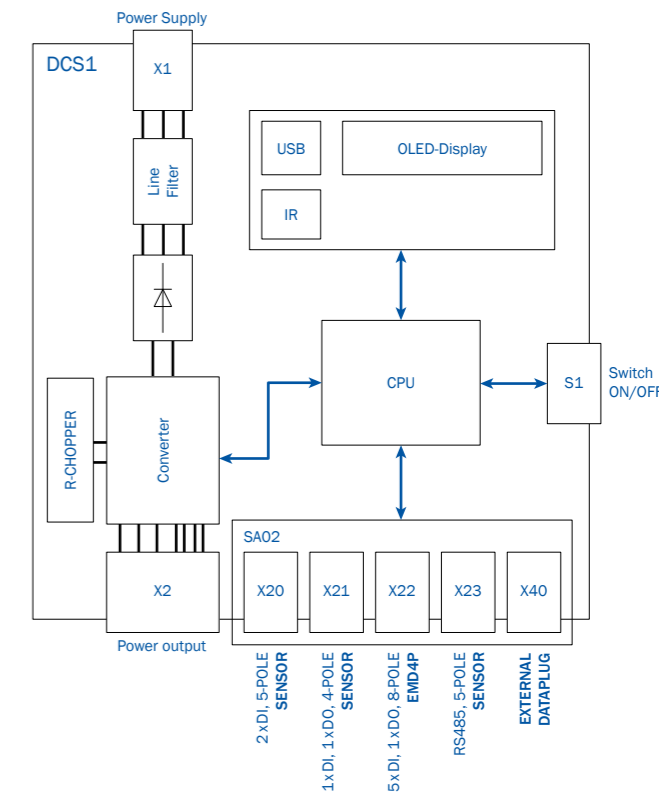 Power Supply
DCS1
X1
USB
OLED-Display
Line
Filter
IR
CPU
S1
Switch
ON/OFF
R-CHOPPER
Converter
SA02
X2
X20
X21
X22
X23
X40
Power output
2xDI, 5-POLE
SENSOR
1xDI, 1xDO, 4-POLE
SENSOR
5xDI, 1xDO, 8-POLE
EMD4P
RS485, 5-POLE
SENSOR
EXTERNAL
DATAPLUG